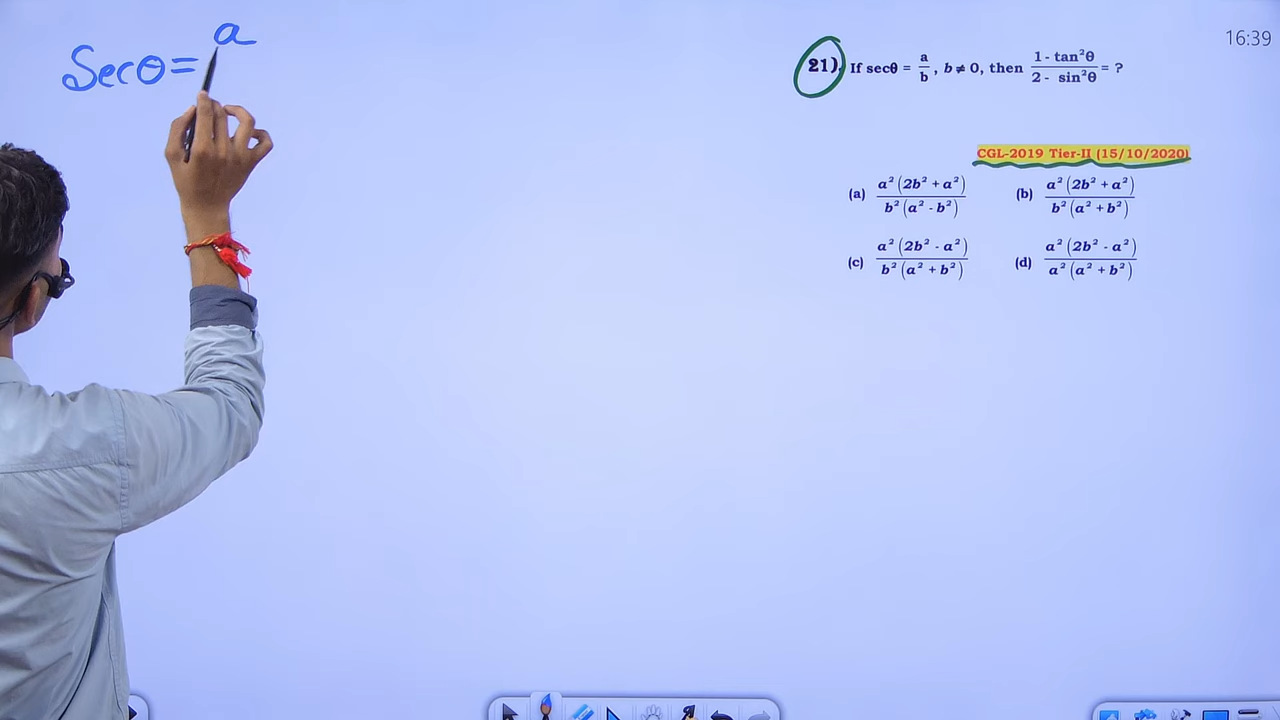 Secθ = a
16:39
21). If secθ = a/b , b ≠ 0, then (1 - tan²θ)/(2 - sin²θ) = ?
CGL-2019 Tier-II (15/10/2020)
(a) a²(2b² + a²)/b²(a² - b²) (b) a²(2b² + a²)/b²(a² + b²)
(c) a²(2b² - a²)/b²(a² + b²) (d) a²(2b² - a²)/a²(a² + b²)